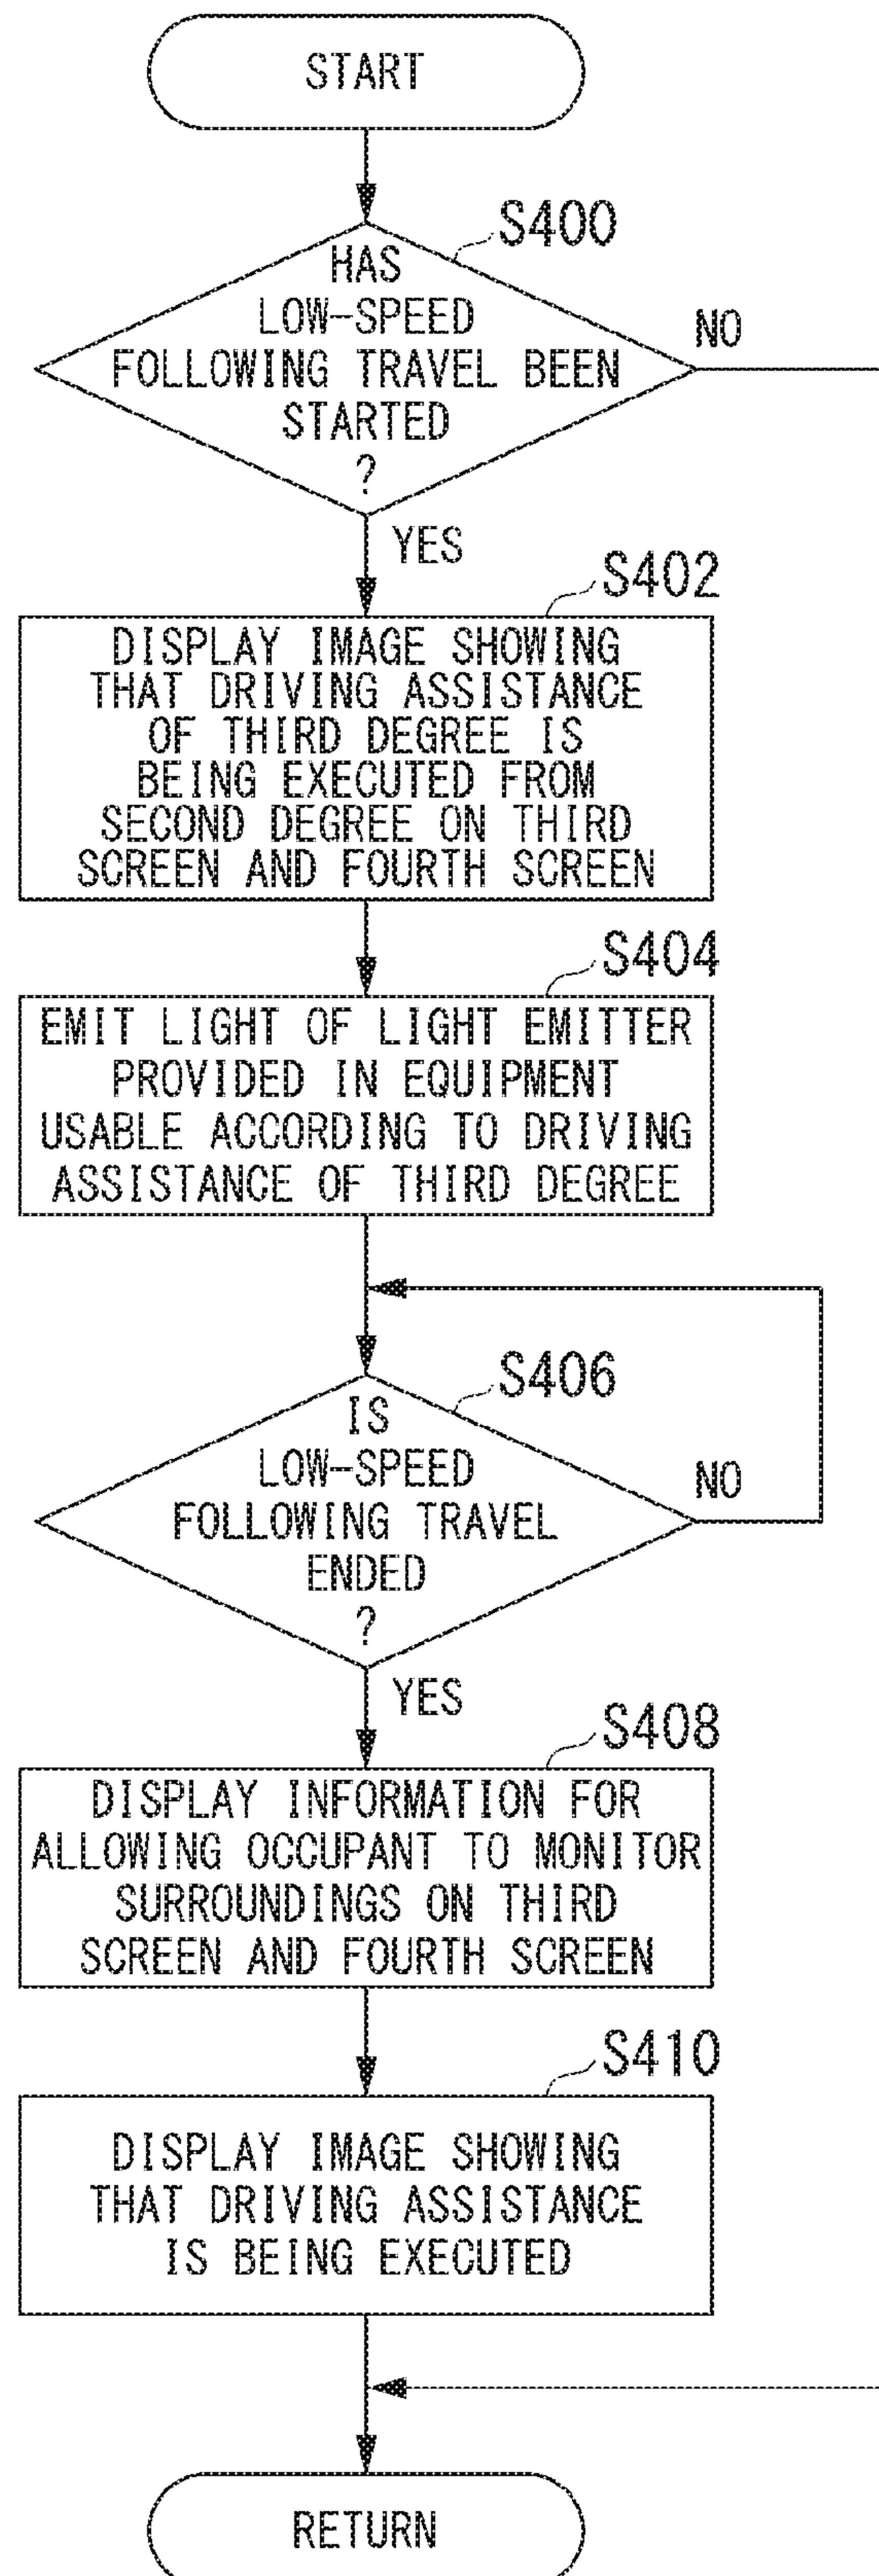 START
S400
HAS
LOW-SPEED
FOLLOWING TRAVEL BEEN
STARTED
?
NO
YES
S402
DISPLAY IMAGE SHOWING
THAT DRIVING ASSISTANCE
OF THIRD DEGREE IS
BEING EXECUTED FROM
SECOND DEGREE ON THIRD
SCREEN AND FOURTH SCREEN
S404
EMIT LIGHT OF LIGHT EMITTER
PROVIDED IN EQUIPMENT
USABLE ACCORDING TO DRIVING
ASSISTANCE OF THIRD DEGREE
S406
IS
LOW-SPEED
FOLLOWING TRAVEL
ENDED
?
NO
YES
S408
DISPLAY INFORMATION FOR
ALLOWING OCCUPANT TO MONITOR
SURROUNDINGS ON THIRD
SCREEN AND FOURTH SCREEN
S410
DISPLAY IMAGE SHOWING
THAT DRIVING ASSISTANCE
IS BEING EXECUTED
RETURN